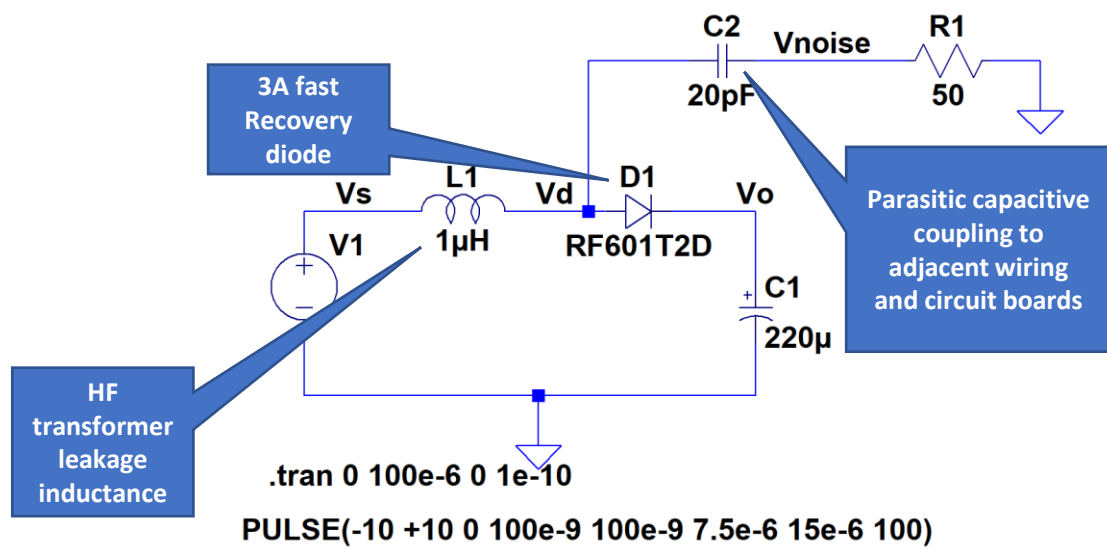 C2
Vnoise
R1
20pF
50
3A fast
Recovery
diode
Vs
L1
Vd
D1
Vo
V1
1µH
RF601T2D
+
−
+
C1
220µ
Parasitic capacitive
coupling to
adjacent wiring
and circuit boards
HF
transformer
leakage
inductance
.tran 0 100e-6 0 1e-10
PULSE(-10 +10 0 100e-9 100e-9 7.5e-6 15e-6 100)